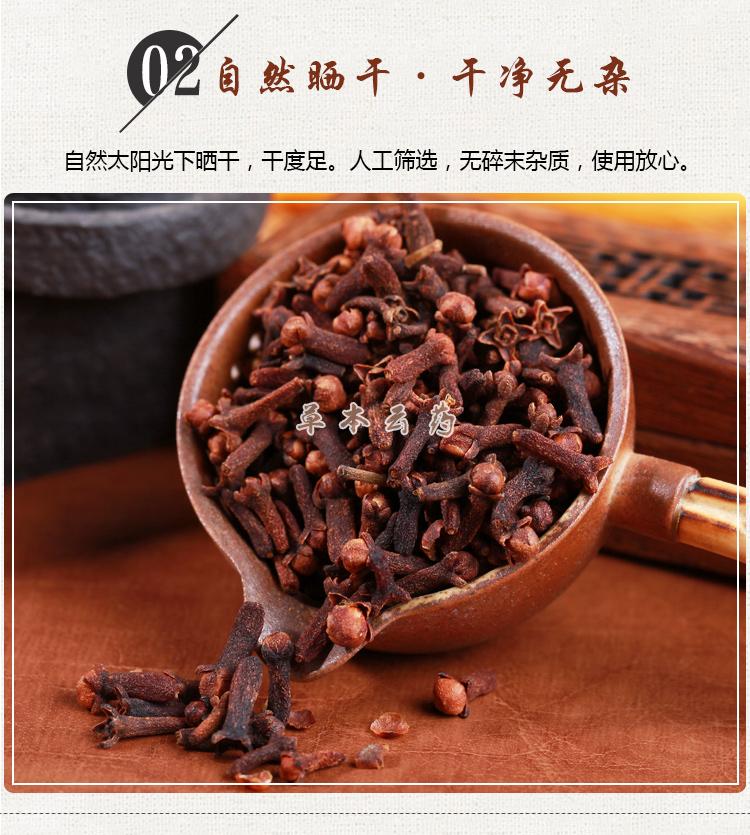 02 自然晒干·干净无杂
自然太阳光下晒干，干度足。人工筛选，无碎末杂质，使用放心。
草本云药